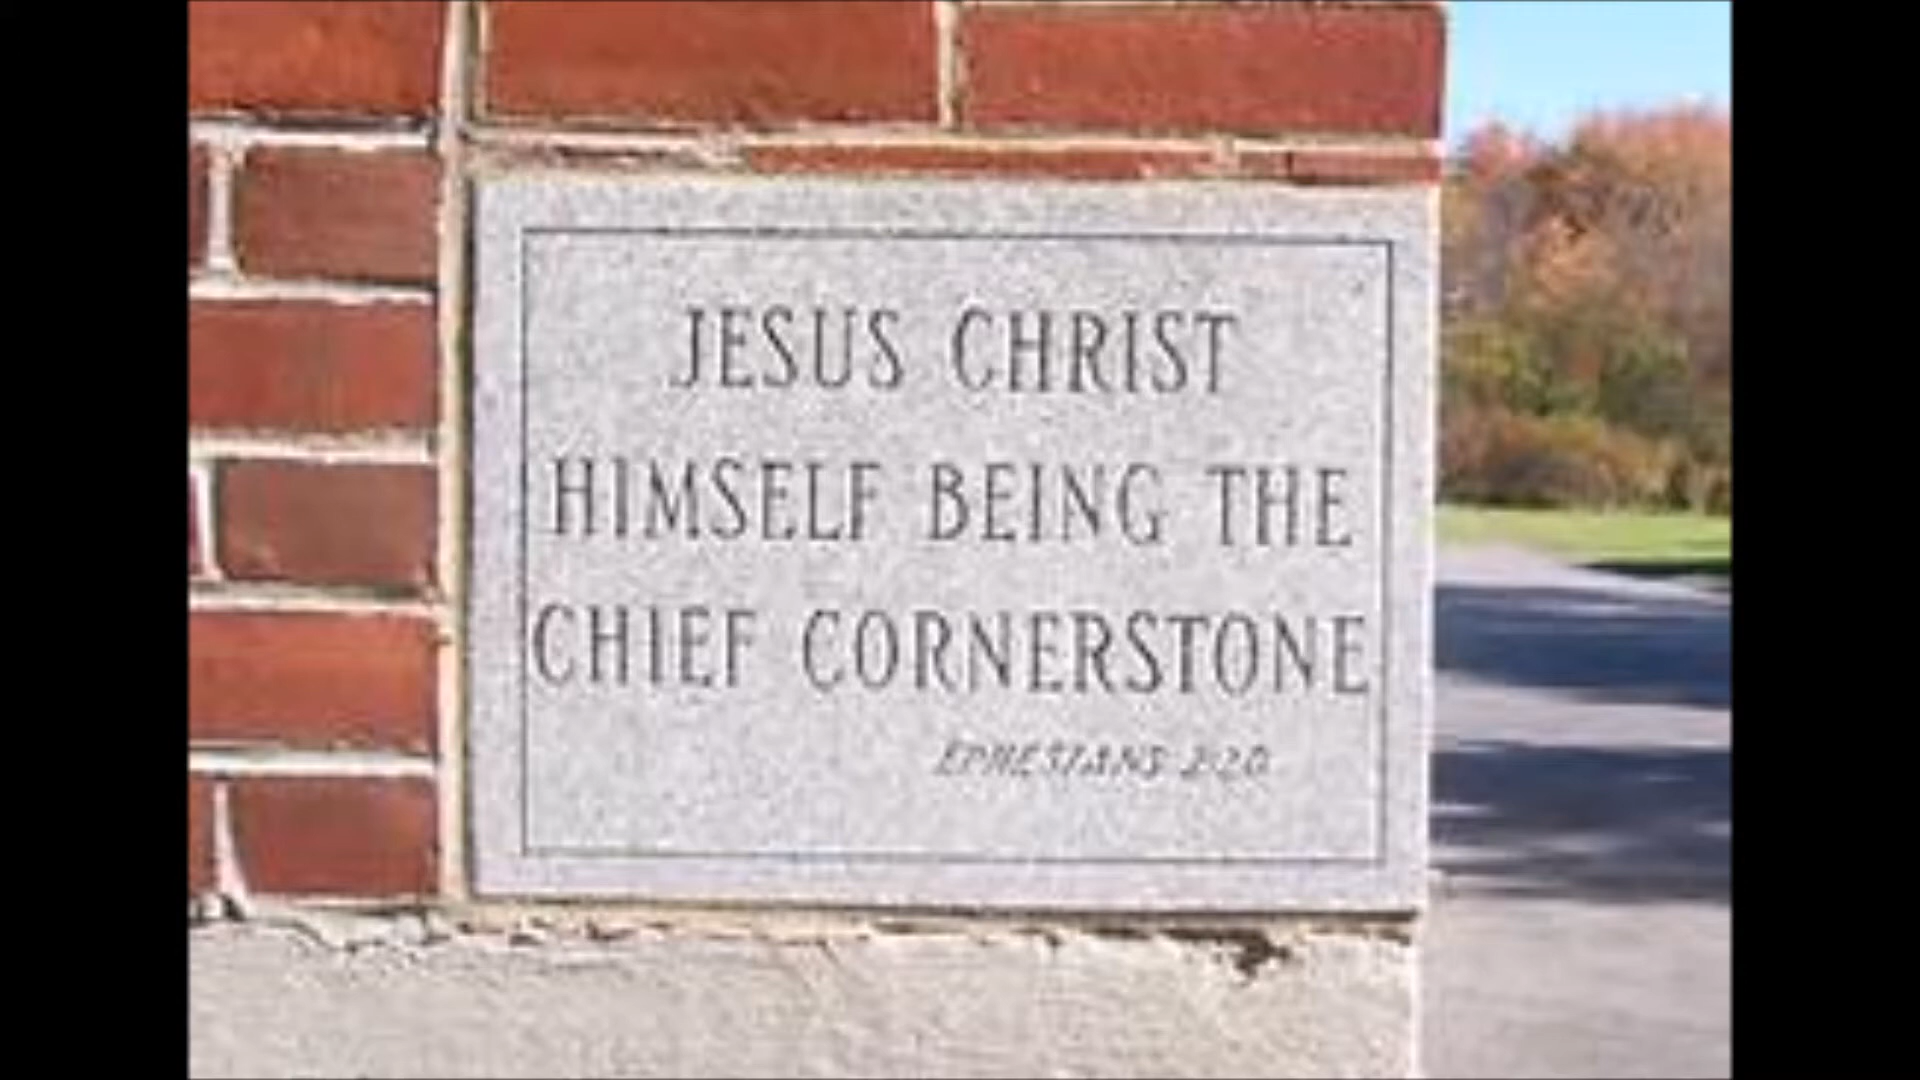 JESUS CHRIST
HIMSELF BEING THE
CHIEF CORNERSTONE
EPHESIANS 2:20